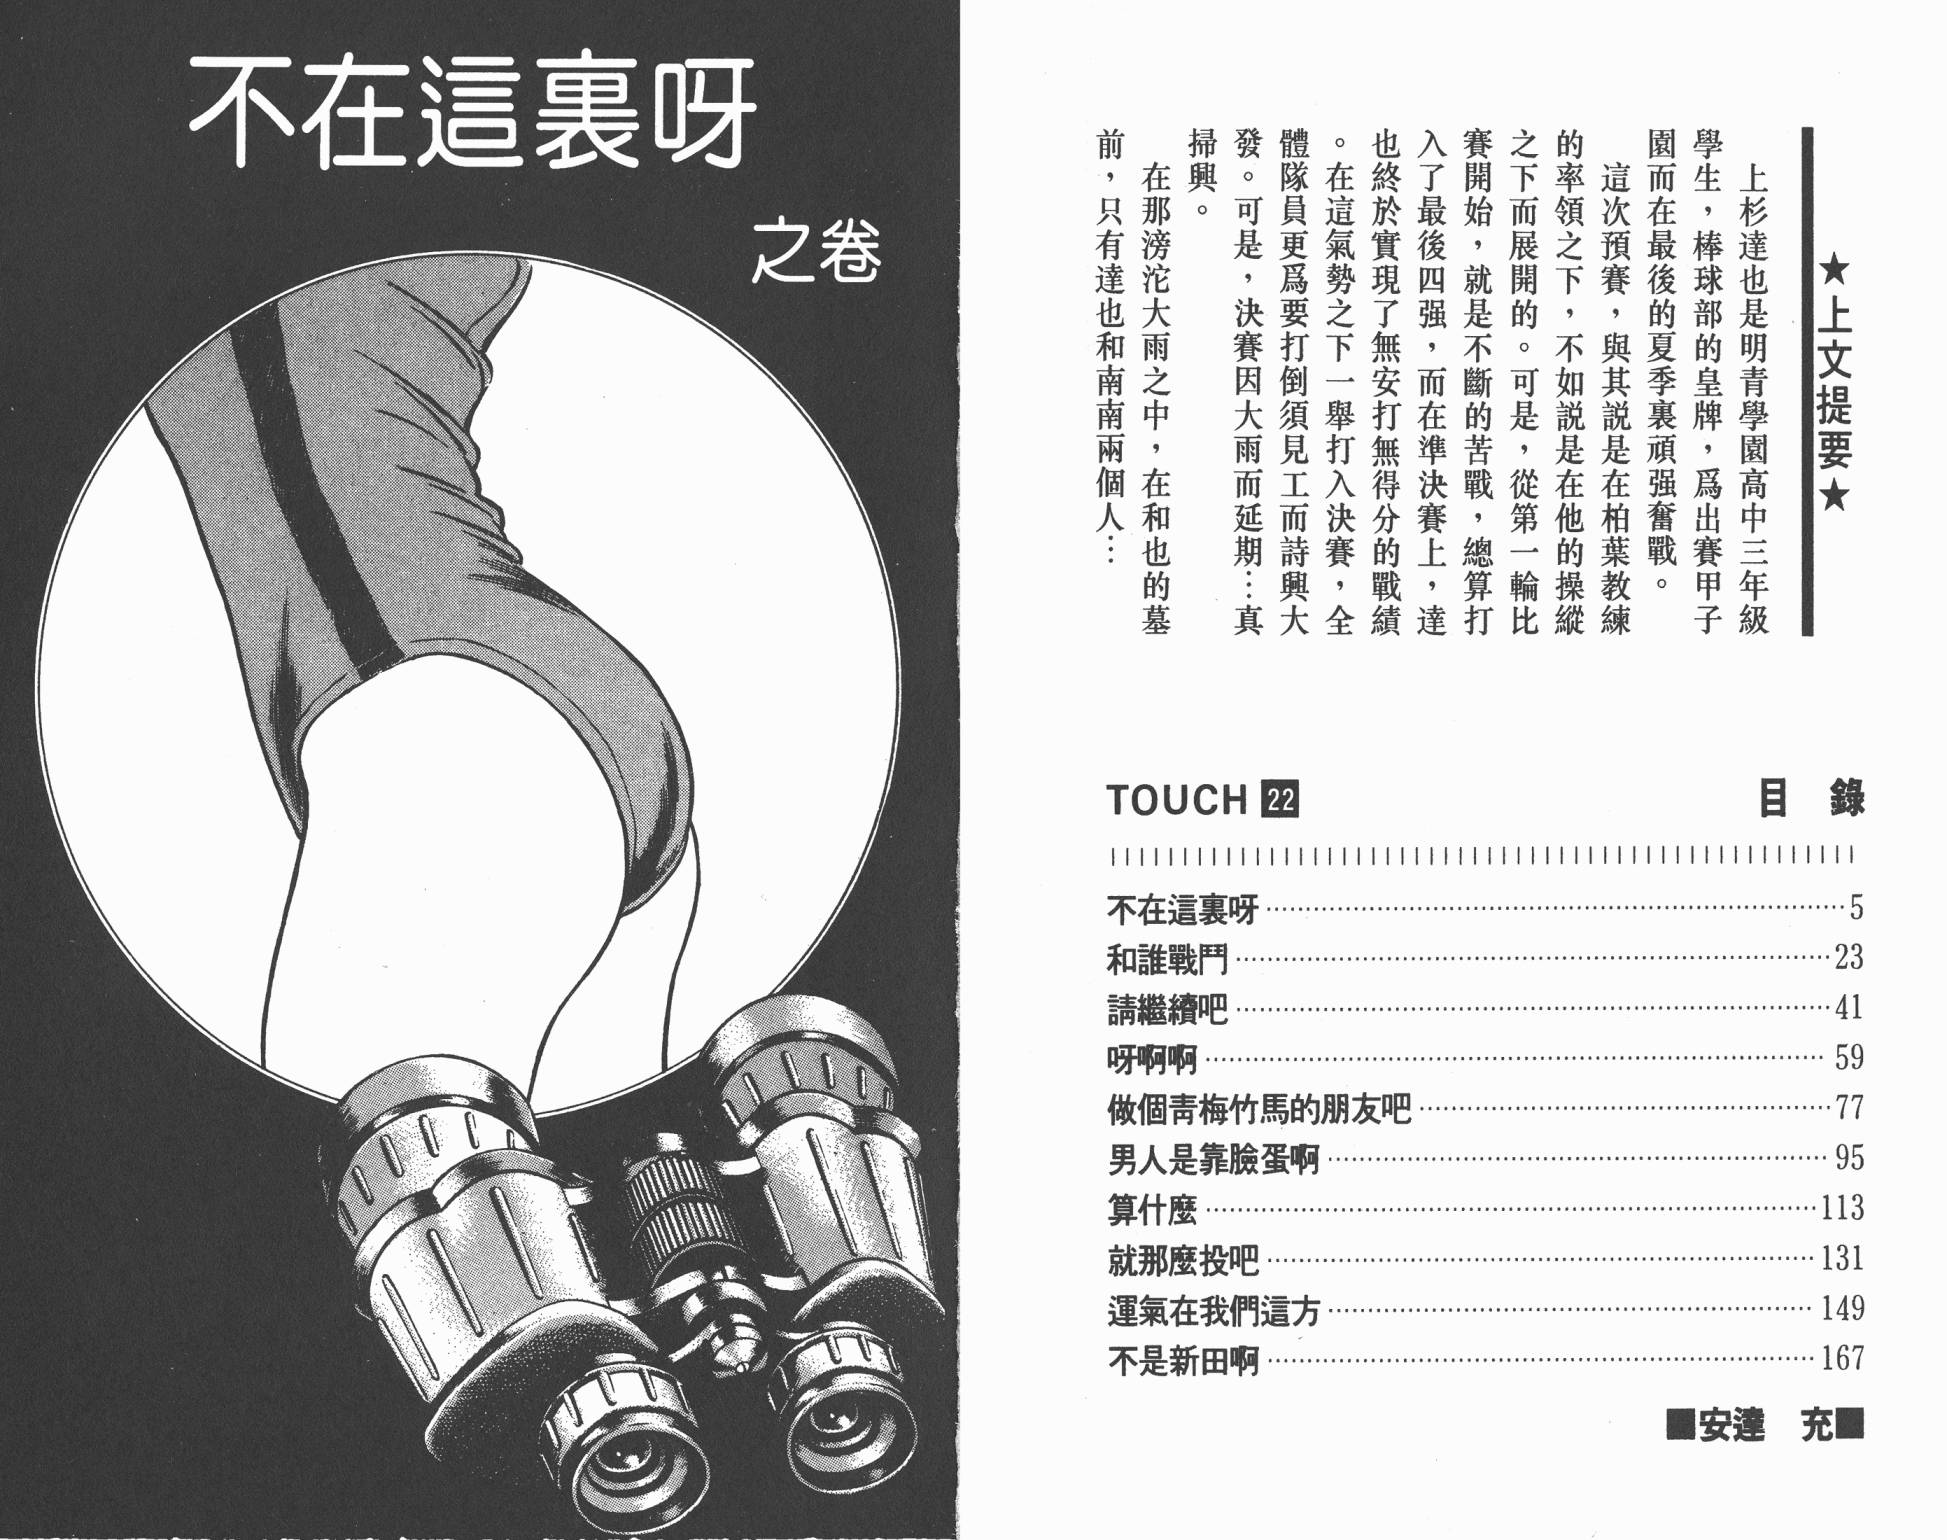 ★上文提要★
上杉達也是明青學園高中三年級
學生，棒球部的皇牌，爲出賽甲子
園而在最後的夏季裏頑强奮戰。
這次預賽，與其説是在柏葉教練
的率領之下，不如説是在他的操縱
之下而展開的。可是，從第一輪比
賽開始，就是不斷的苦戰，總算打
入了最後四强，而在準決賽上，達
也終於實現了無安打無得分的戰績
。在這氣勢之下一舉打入決賽，全
體隊員更爲要打倒須見工而詩興大
發。可是，決賽因大雨而延期…真
掃興。
在那滂沱大雨之中，在和也的墓
前，只有達也和南南兩個人…
TOUCH 22 目 錄
不在這裏呀……5
和誰戰鬥……23
請繼續吧……41
呀啊啊……59
做個靑梅竹馬的朋友吧……77
男人是靠臉蛋啊……95
算什麼……113
就那麼投吧……131
運氣在我們這方……149
不是新田啊……167
■安達 充■
不在這裏呀
之卷